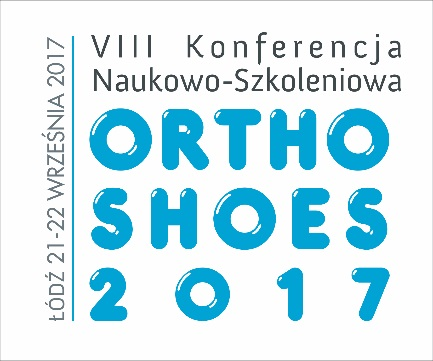 VIII Konferencja
Naukowo-Szkoleniowa
ORTHO
SHOES
2017
ŁÓDŹ 21-22 WRZEŚNIA 2017